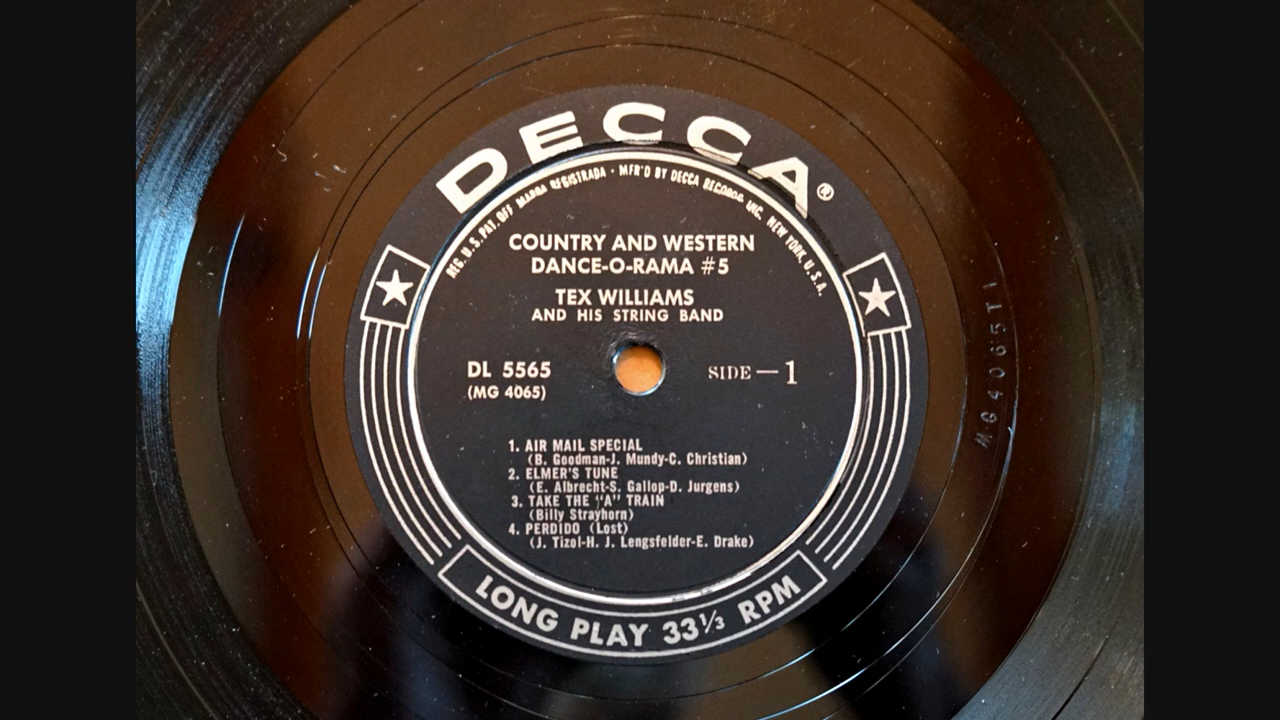 DECCA®
REG. U.S. PAT. OFF. MARCA REGISTRADA · MFR'D BY DECCA RECORDS INC. NEW YORK, U.S.A.
COUNTRY AND WESTERN
DANCE-O-RAMA #5
TEX WILLIAMS
AND HIS STRING BAND
DL 5565
SIDE — 1
(MG 4065)
1. AIR MAIL SPECIAL
(B. Goodman-J. Mundy-C. Christian)
2. ELMER'S TUNE
(E. Albrecht-S. Gallop-D. Jurgens)
3. TAKE THE "A" TRAIN
(Billy Strayhorn)
4. PERDIDO (Lost)
(J. Tizol-H. J. Lengsfelder-E. Drake)
LONG PLAY 33⅓ RPM
MG4065T1